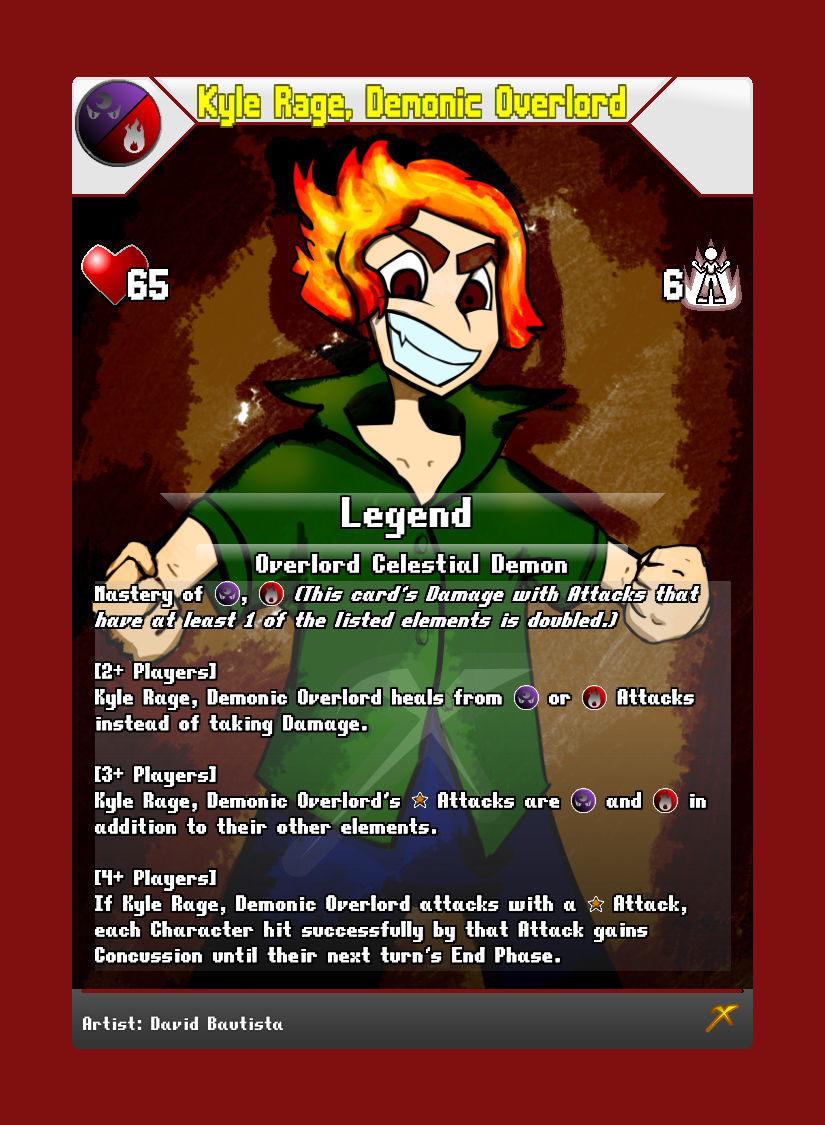 Kyle Rage, Demonic Overlord
65
6
Legend
Overlord Celestial Demon
Mastery of , (This card's Damage with Attacks that
have at least 1 of the listed elements is doubled.)
[2+ Players]
Kyle Rage, Demonic Overlord heals from or Attacks
instead of taking Damage.
[3+ Players]
Kyle Rage, Demonic Overlord's Attacks are and in
addition to their other elements.
[4+ Players]
If Kyle Rage, Demonic Overlord attacks with a Attack,
each Character hit successfully by that Attack gains
Concussion until their next turn's End Phase.
Artist: David Bautista